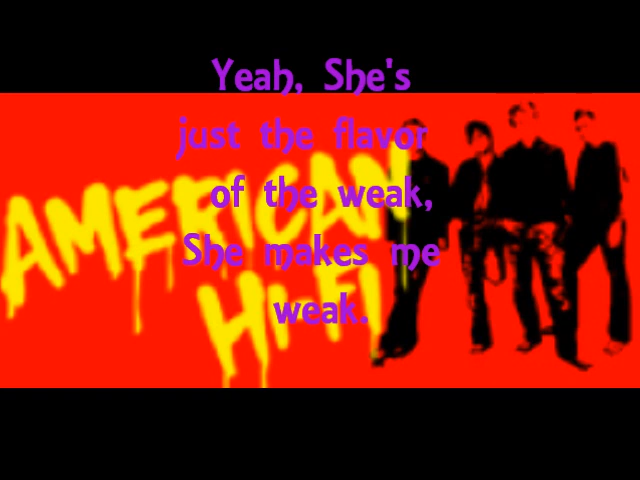 Yeah, She's
just the flavor
of the weak,
She makes me
weak.
AMERICAN
HI-FI